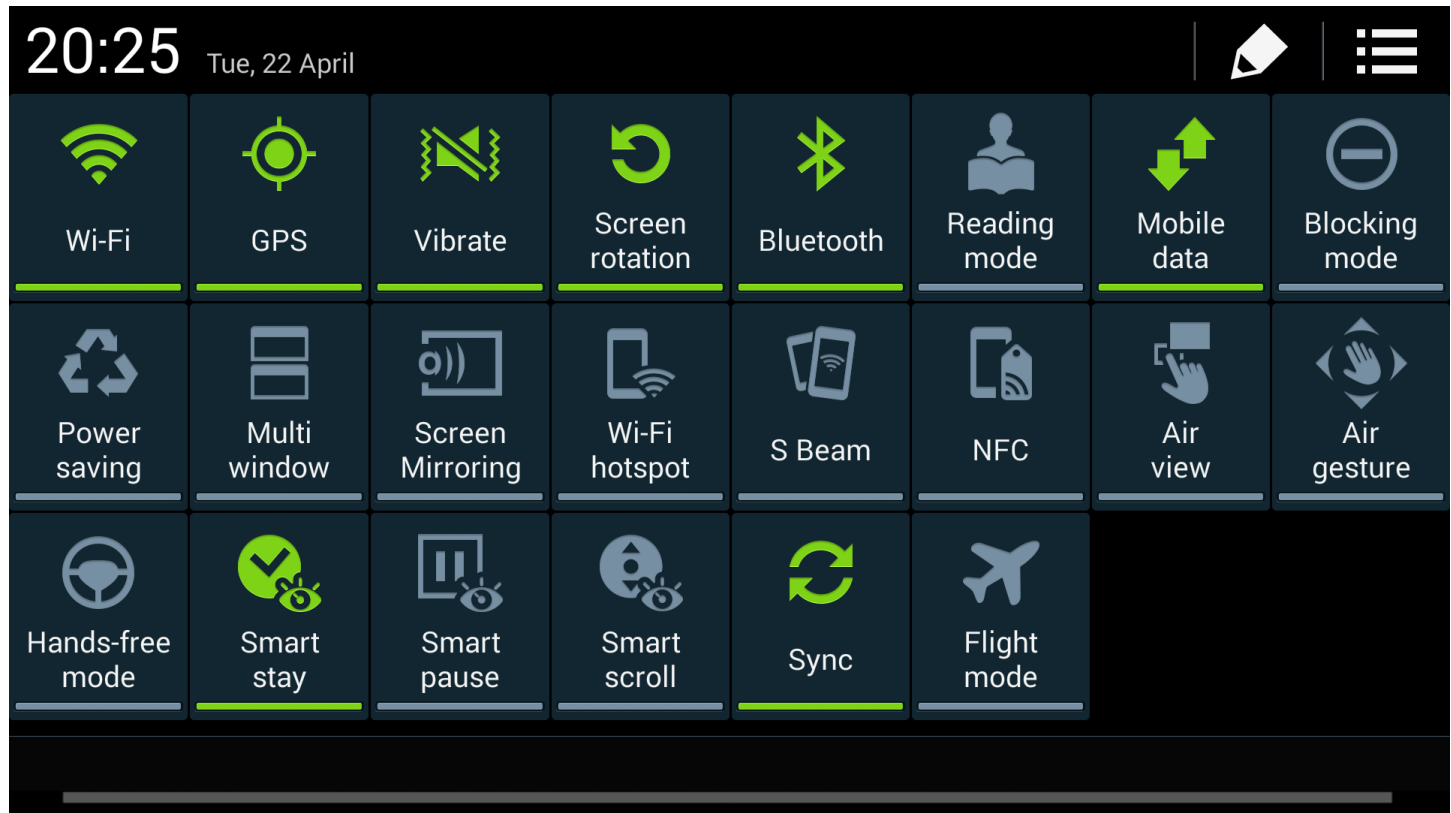 20:25 Tue, 22 April
Wi-Fi
GPS
Vibrate
Screen
rotation
Bluetooth
Reading
mode
Mobile
data
Blocking
mode
Power
saving
Multi
window
Screen
Mirroring
Wi-Fi
hotspot
S Beam
NFC
Air
view
Air
gesture
Hands-free
mode
Smart
stay
Smart
pause
Smart
scroll
Sync
Flight
mode